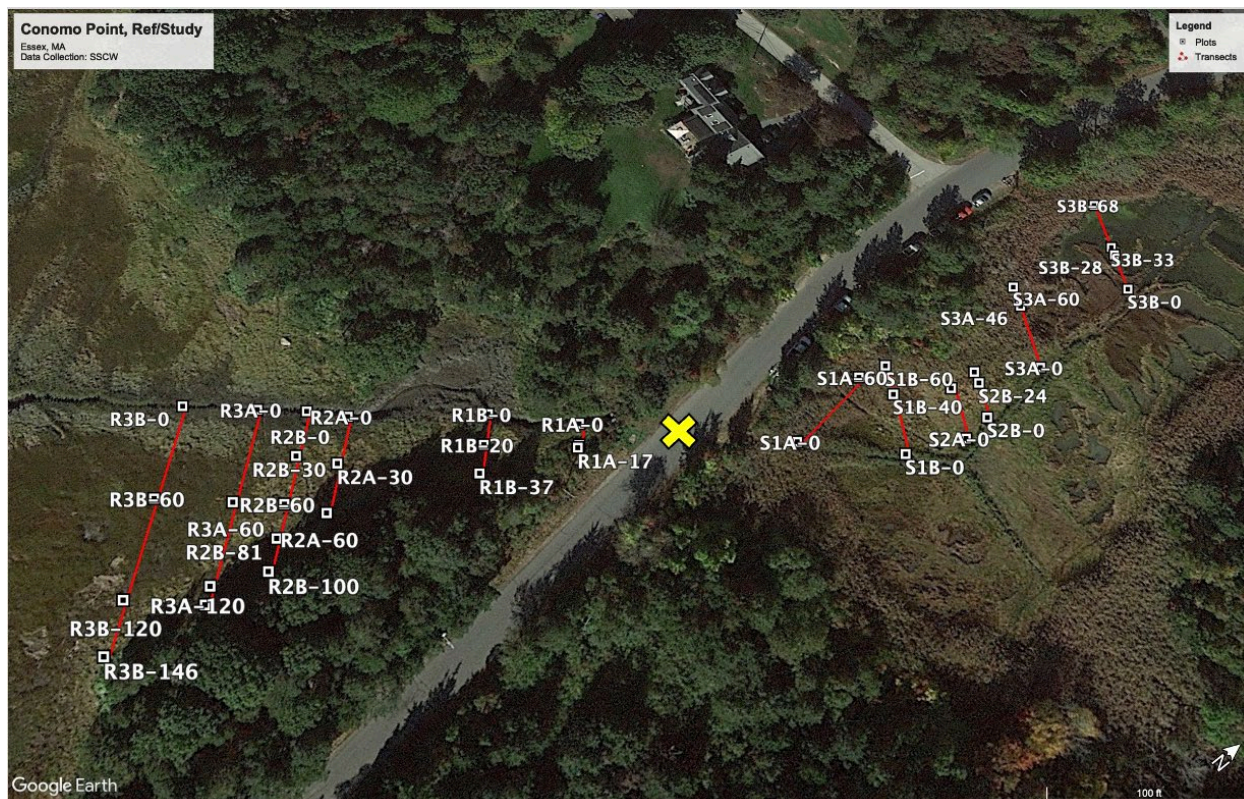 Conomo Point, Ref/Study
Essex, MA
Data Collection: SSCW
Legend
Plots
Transects
S3B-68
S3B-33
S3B-28
S3B-0
S3A-60
S3A-46
S3A-0
S1A-60
S1B-60
S2B-24
S1B-40
S2B-0
S2A-0
S1A-0
S1B-0
R3B-0
R3A-0
R2A-0
R1B-0
R1A-0
R2B-0
R1B-20
R1A-17
R2B-30
R2A-30
R1B-37
R3B-60
R2B-60
R3A-60
R2A-60
R2B-81
R2B-100
R3A-120
R3B-120
R3B-146
Google Earth
100 ft
N